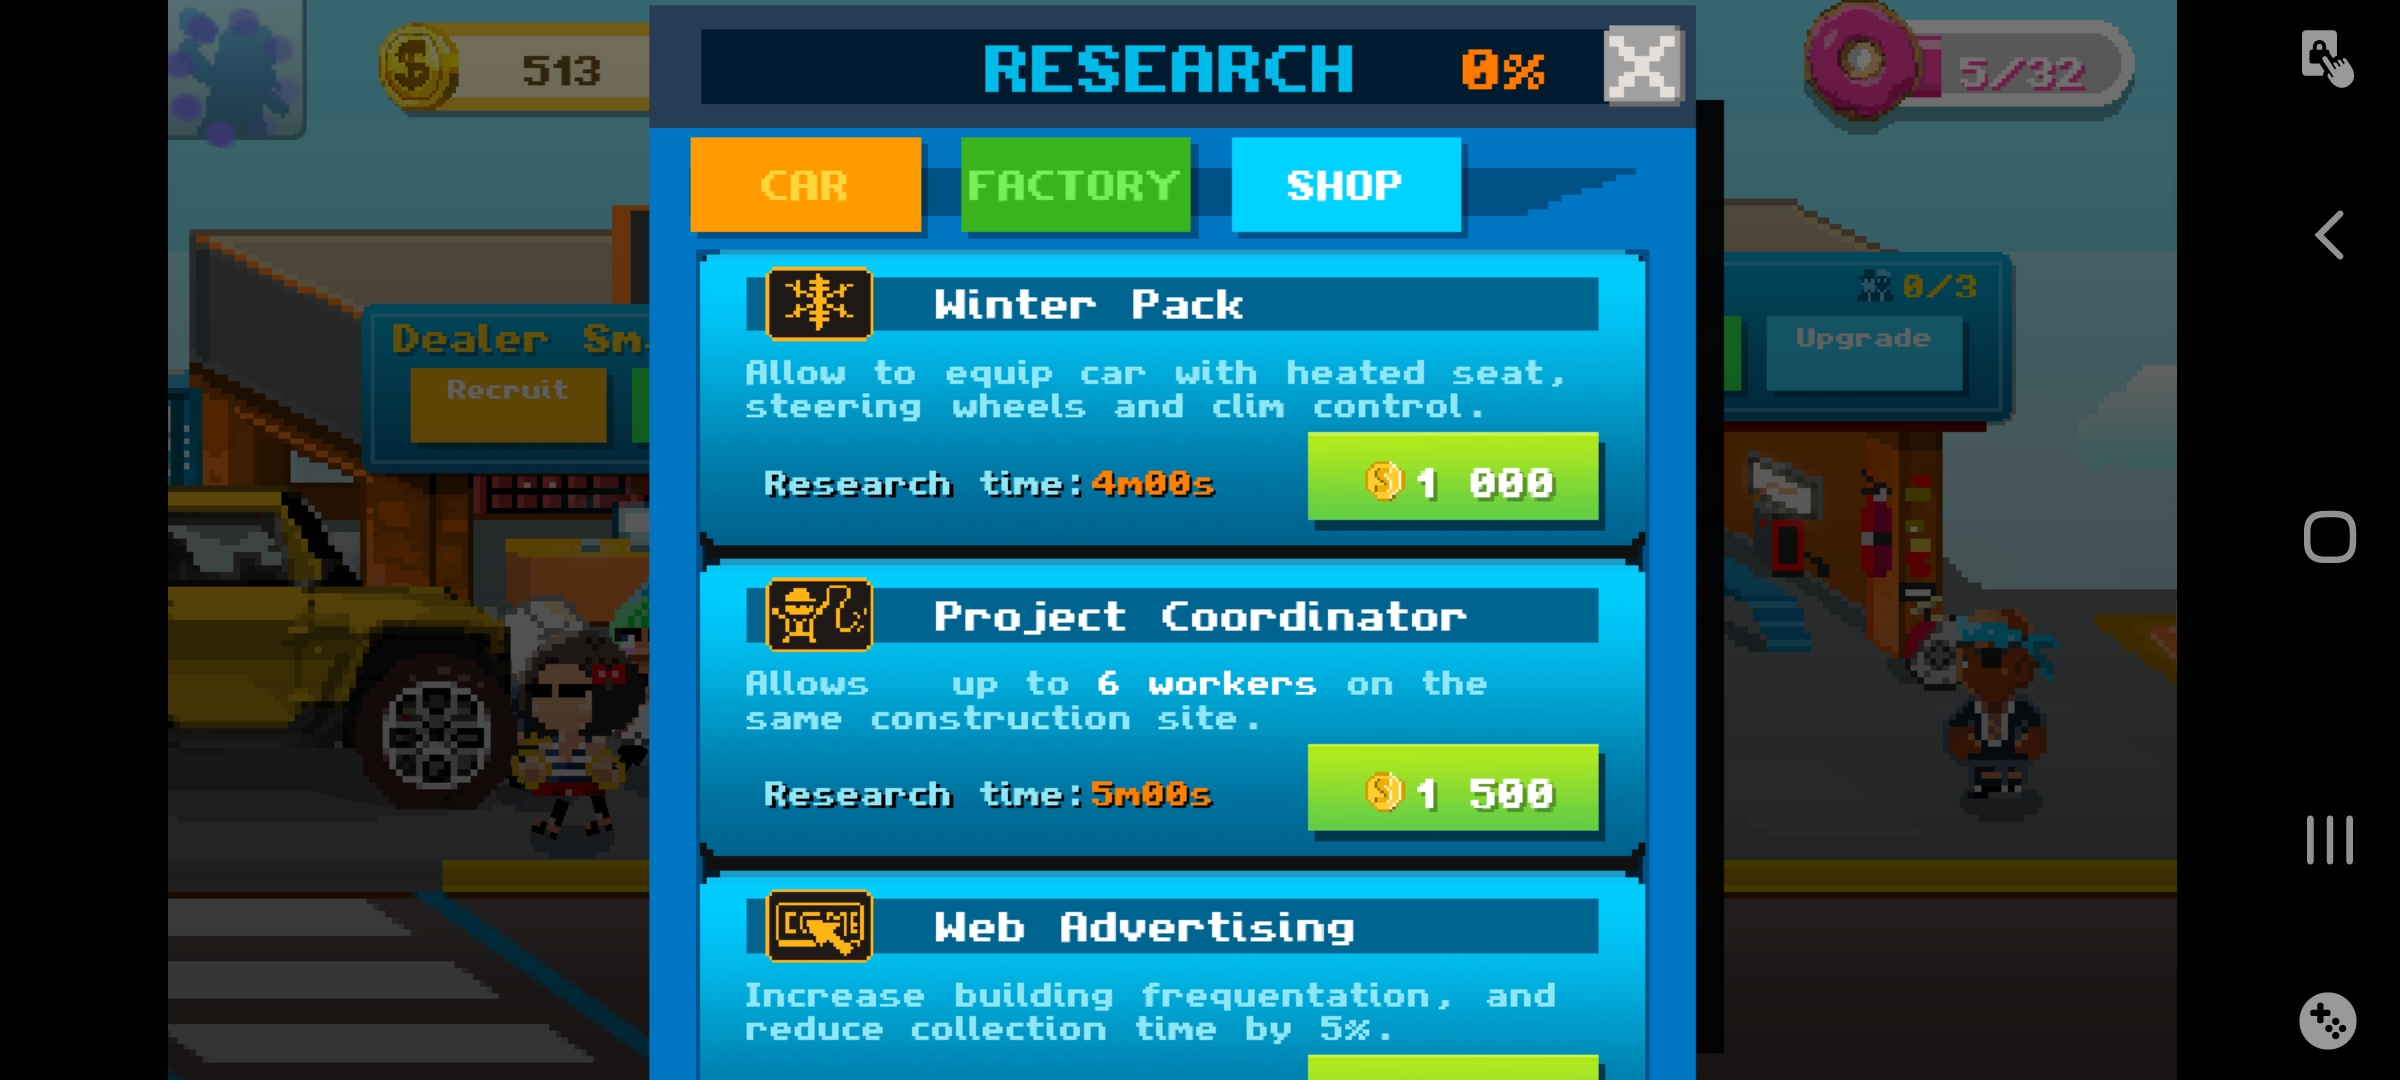 513
RESEARCH 0%
5/32
CAR FACTORY SHOP
Winter Pack
0/3
Dealer
Recruit
Upgrade
Allow to equip car with heated seat,
steering wheels and clim control.
Research time:4m00s
1 000
Project Coordinator
Allows up to 6 workers on the
same construction site.
Research time:5m00s
1 500
Web Advertising
Increase building frequentation, and
reduce collection time by 5%.